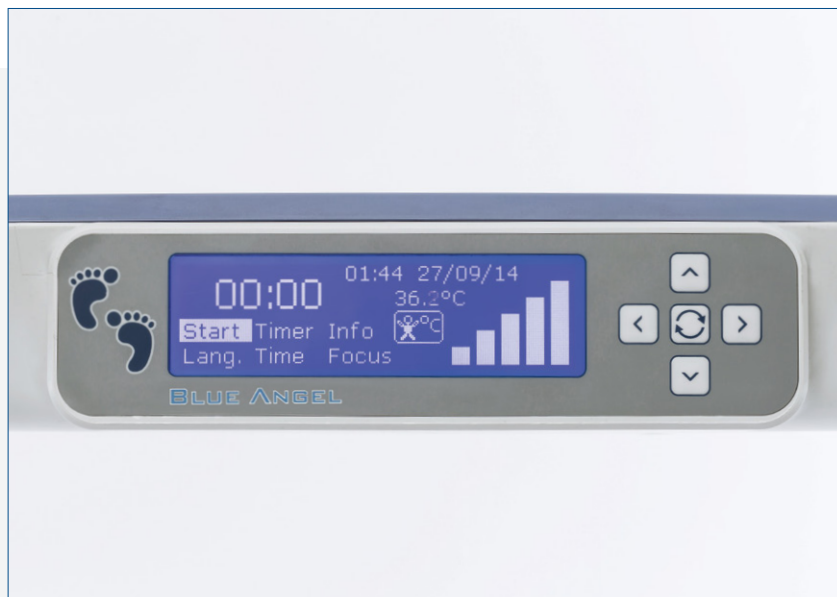 01:44 27/09/14
00:00
36.2°C
°C
Start Timer Info
Lang. Time Focus
BLUE ANGEL